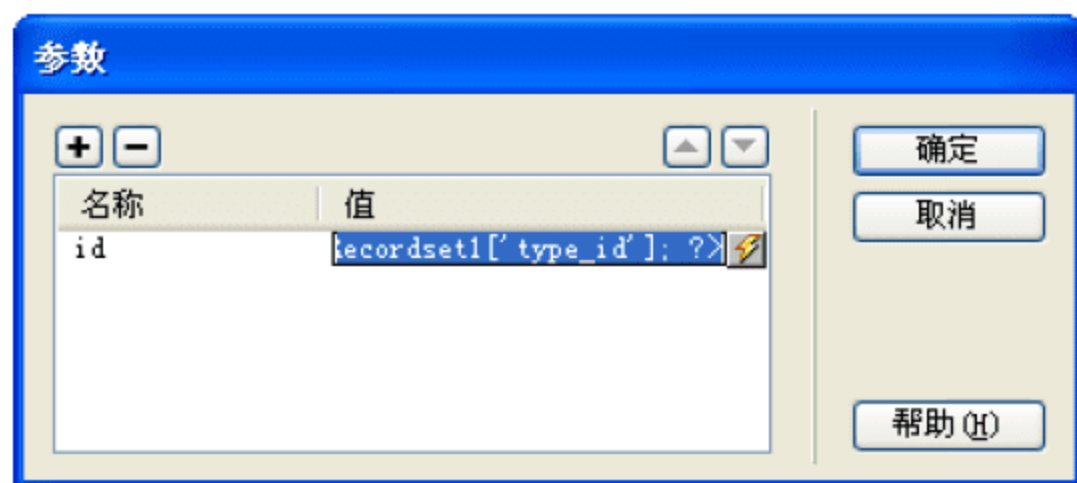 参数
确定
取消
名称 值
id ecordset1['type_id']; ?>
帮助(H)